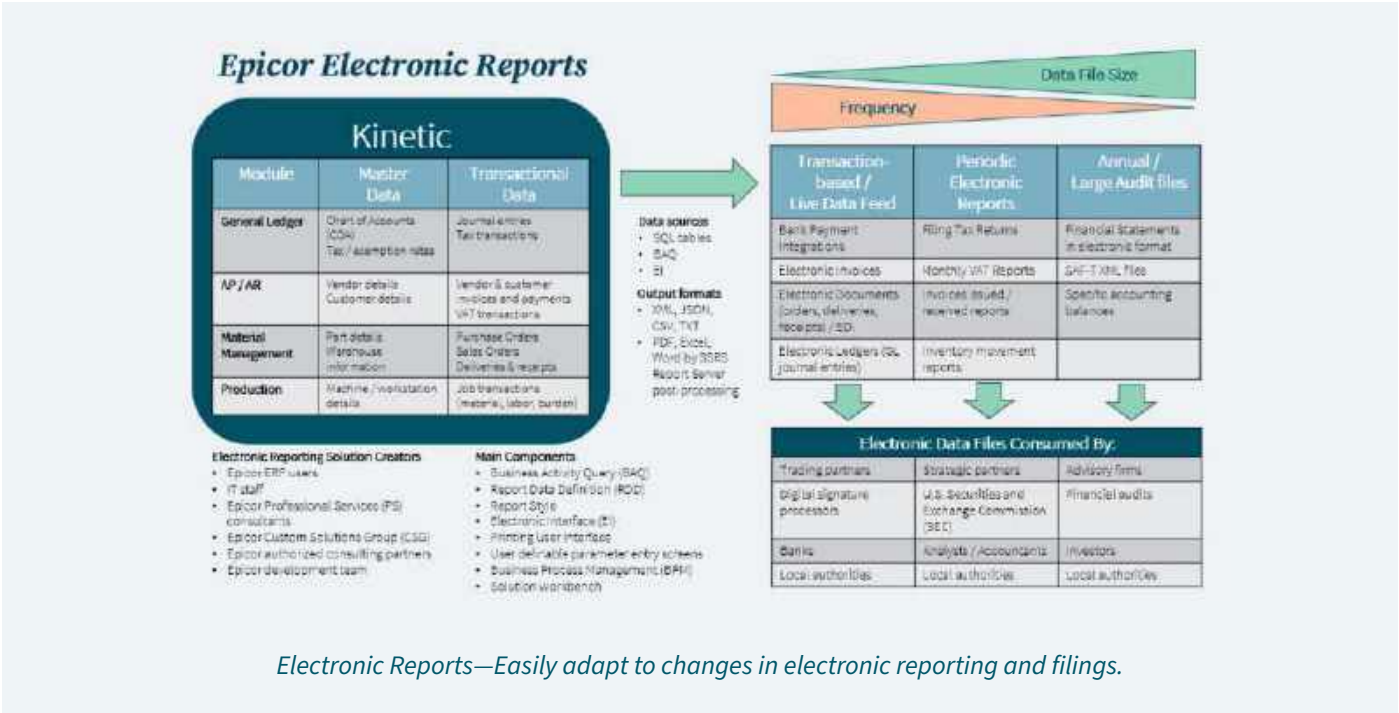 Epicor Electronic Reports
Data File Size
Frequency
Kinetic
Module
Master
Data
Transactional
Data
General Ledger
Chart of Accounts
(COA)
Tax / exemption rates
Journal entries
Tax transactions
AP / AR
Vendor details
Customer details
Vendor & customer
invoices and payments
VAT transactions
Material
Management
Part details
Warehouse
information
Purchase Orders
Sales Orders
Deliveries & receipts
Production
Machine / workstation
details
Job transactions
(material, labor, burden)
Data sources
• SQL tables
• BAQ
• EI
Output formats
• XML, JSON,
CSV, TXT
• PDF, Excel,
Word by SSRS
Report Server
post-processing
Transaction-
based /
Live Data Feed
Periodic
Electronic
Reports
Annual /
Large Audit files
Bank Payment
Integrations
Filing Tax Returns
Financial Statements
in electronic format
Electronic Invoices
Monthly VAT Reports
SAF-T XML files
Electronic Documents
(orders, deliveries,
receipts) / EDI
Invoices issued /
received reports
Specific accounting
balances
Electronic Ledgers (GL
journal entries)
Inventory movement
reports
Electronic Data Files Consumed By:
Trading partners
Strategic partners
Advisory firms
Digital signature
processors
U.S. Securities and
Exchange Commission
(SEC)
Financial audits
Banks
Analysts / Accountants
Investors
Local authorities
Local authorities
Local authorities
Electronic Reporting Solution Creators
• Epicor ERP users
• IT staff
• Epicor Professional Services (PS)
consultants
• Epicor Custom Solutions Group (CSG)
• Epicor authorized consulting partners
• Epicor development team
Main Components
• Business Activity Query (BAQ)
• Report Data Definition (RDD)
• Report Style
• Electronic Interface (EI)
• Printing User Interface
• User definable parameter entry screens
• Business Process Management (BPM)
• Solution workbench
Electronic Reports—Easily adapt to changes in electronic reporting and filings.